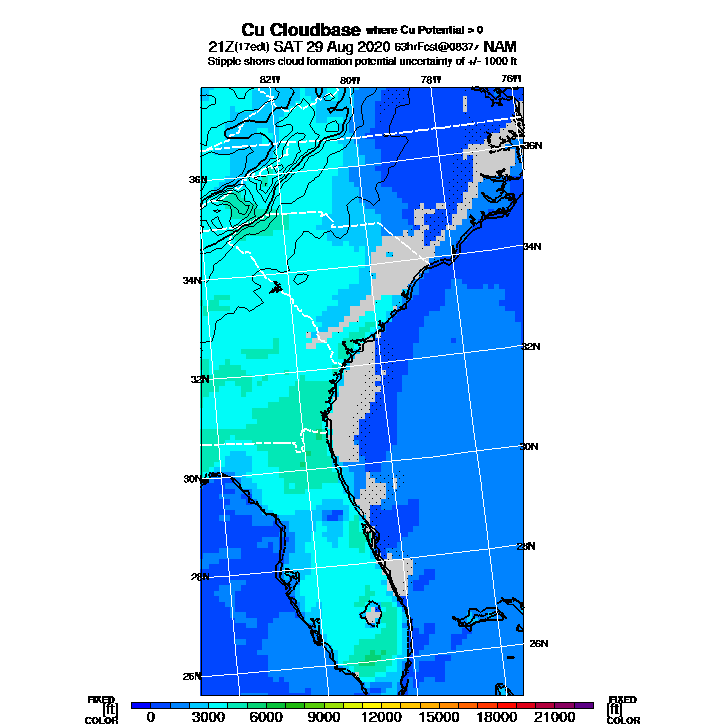 Cu Cloudbase where Cu Potential > 0
21Z(17edt) SAT 29 Aug 2020 63hrFcst@0837z NAM
Stipple shows cloud formation potential uncertainty of +/- 1000 ft
82W 80W 78W 76W
36N
36N
34N
34N
32N
32N
30N
30N
28N
28N
26N
26N
FIXED FIXED
[ft] [ft]
COLOR COLOR
0 3000 6000 9000 12000 15000 18000 21000